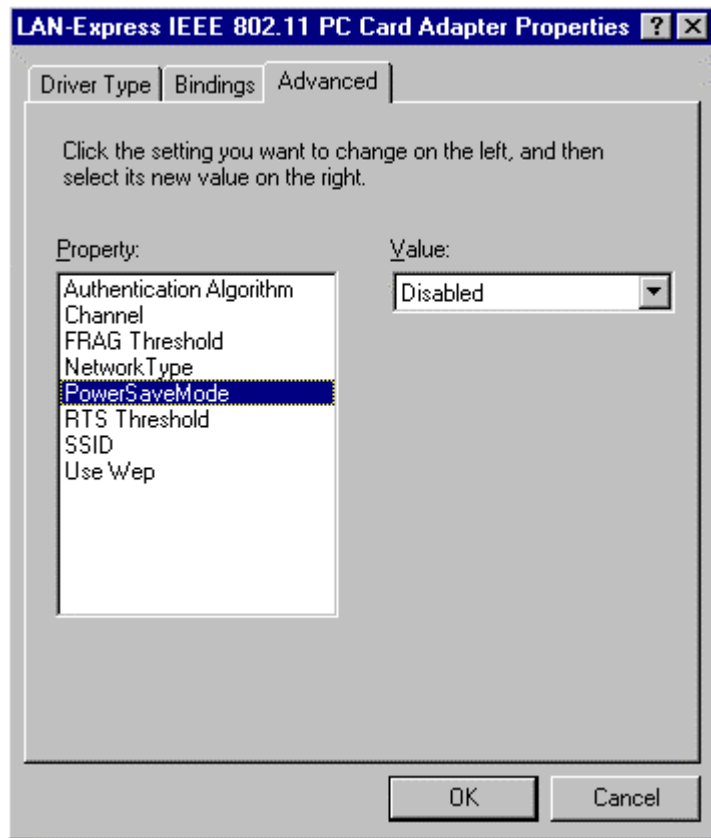 LAN-Express IEEE 802.11 PC Card Adapter Properties ? X
Driver Type Bindings Advanced
Click the setting you want to change on the left, and then
select its new value on the right.
Property: Value:
Authentication Algorithm Disabled
Channel
FRAG Threshold
NetworkType
PowerSaveMode
RTS Threshold
SSID
Use Wep
OK Cancel